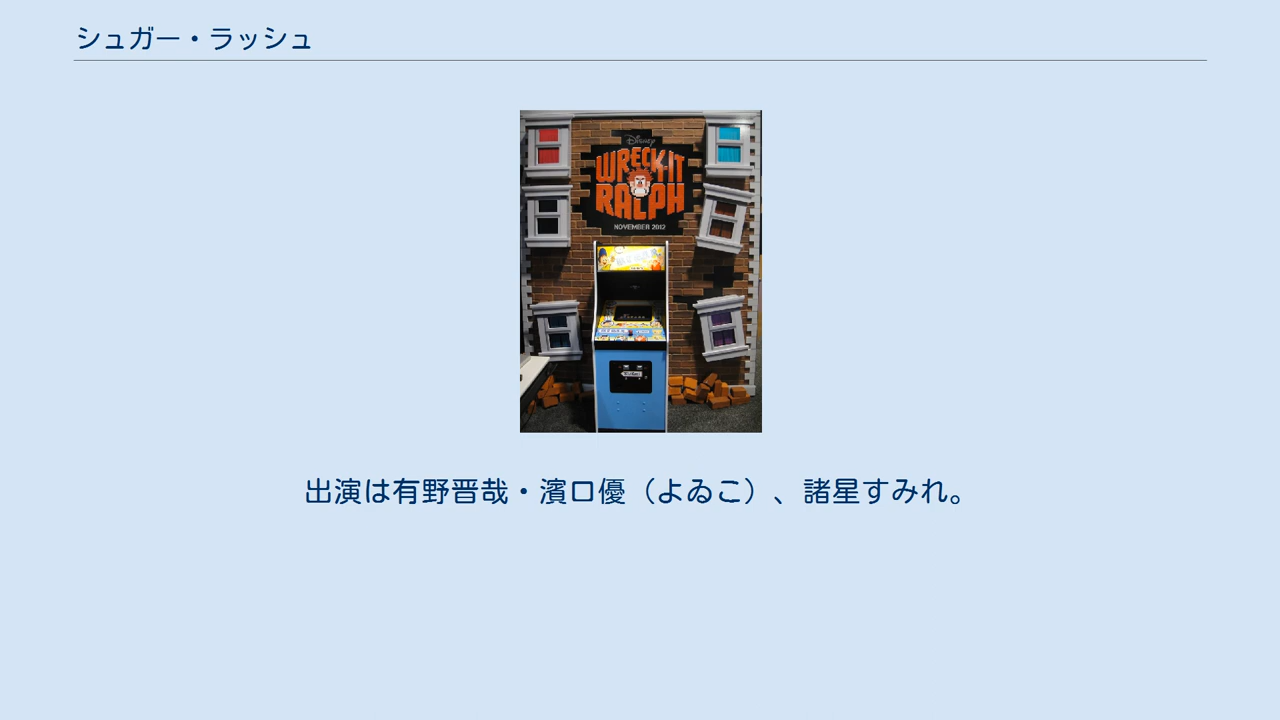 シュガー・ラッシュ
Disney
WRECK-IT
RALPH
NOVEMBER 2012
出演は有野晋哉・濱口優（よゐこ）、諸星すみれ。